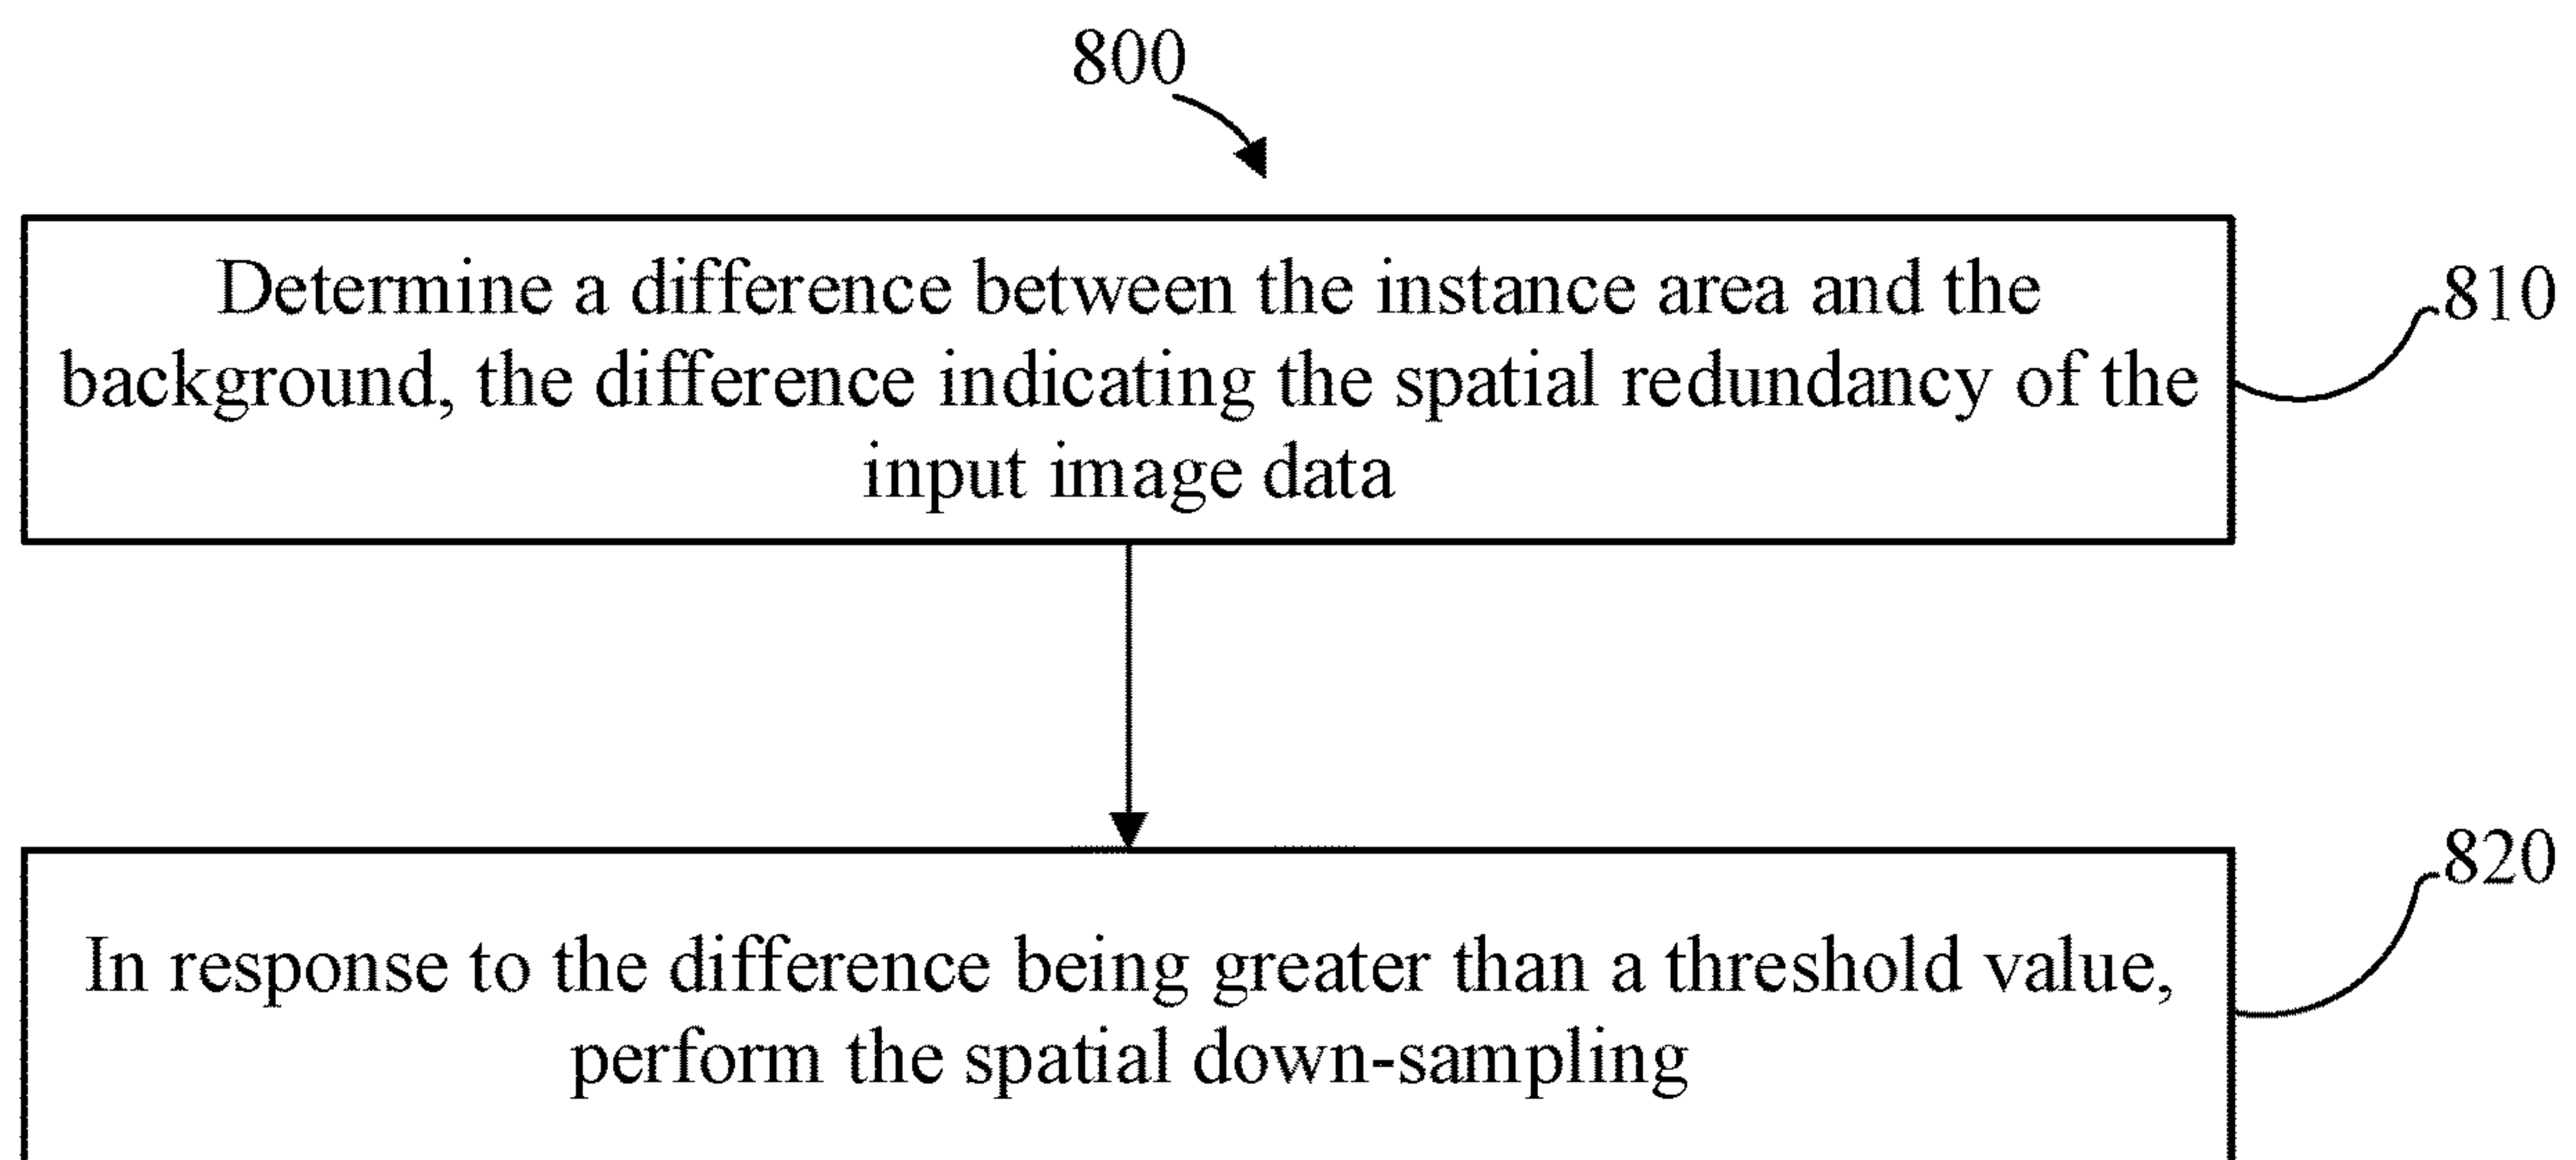 800
Determine a difference between the instance area and the
background, the difference indicating the spatial redundancy of the
input image data
810
In response to the difference being greater than a threshold value,
perform the spatial down-sampling
820